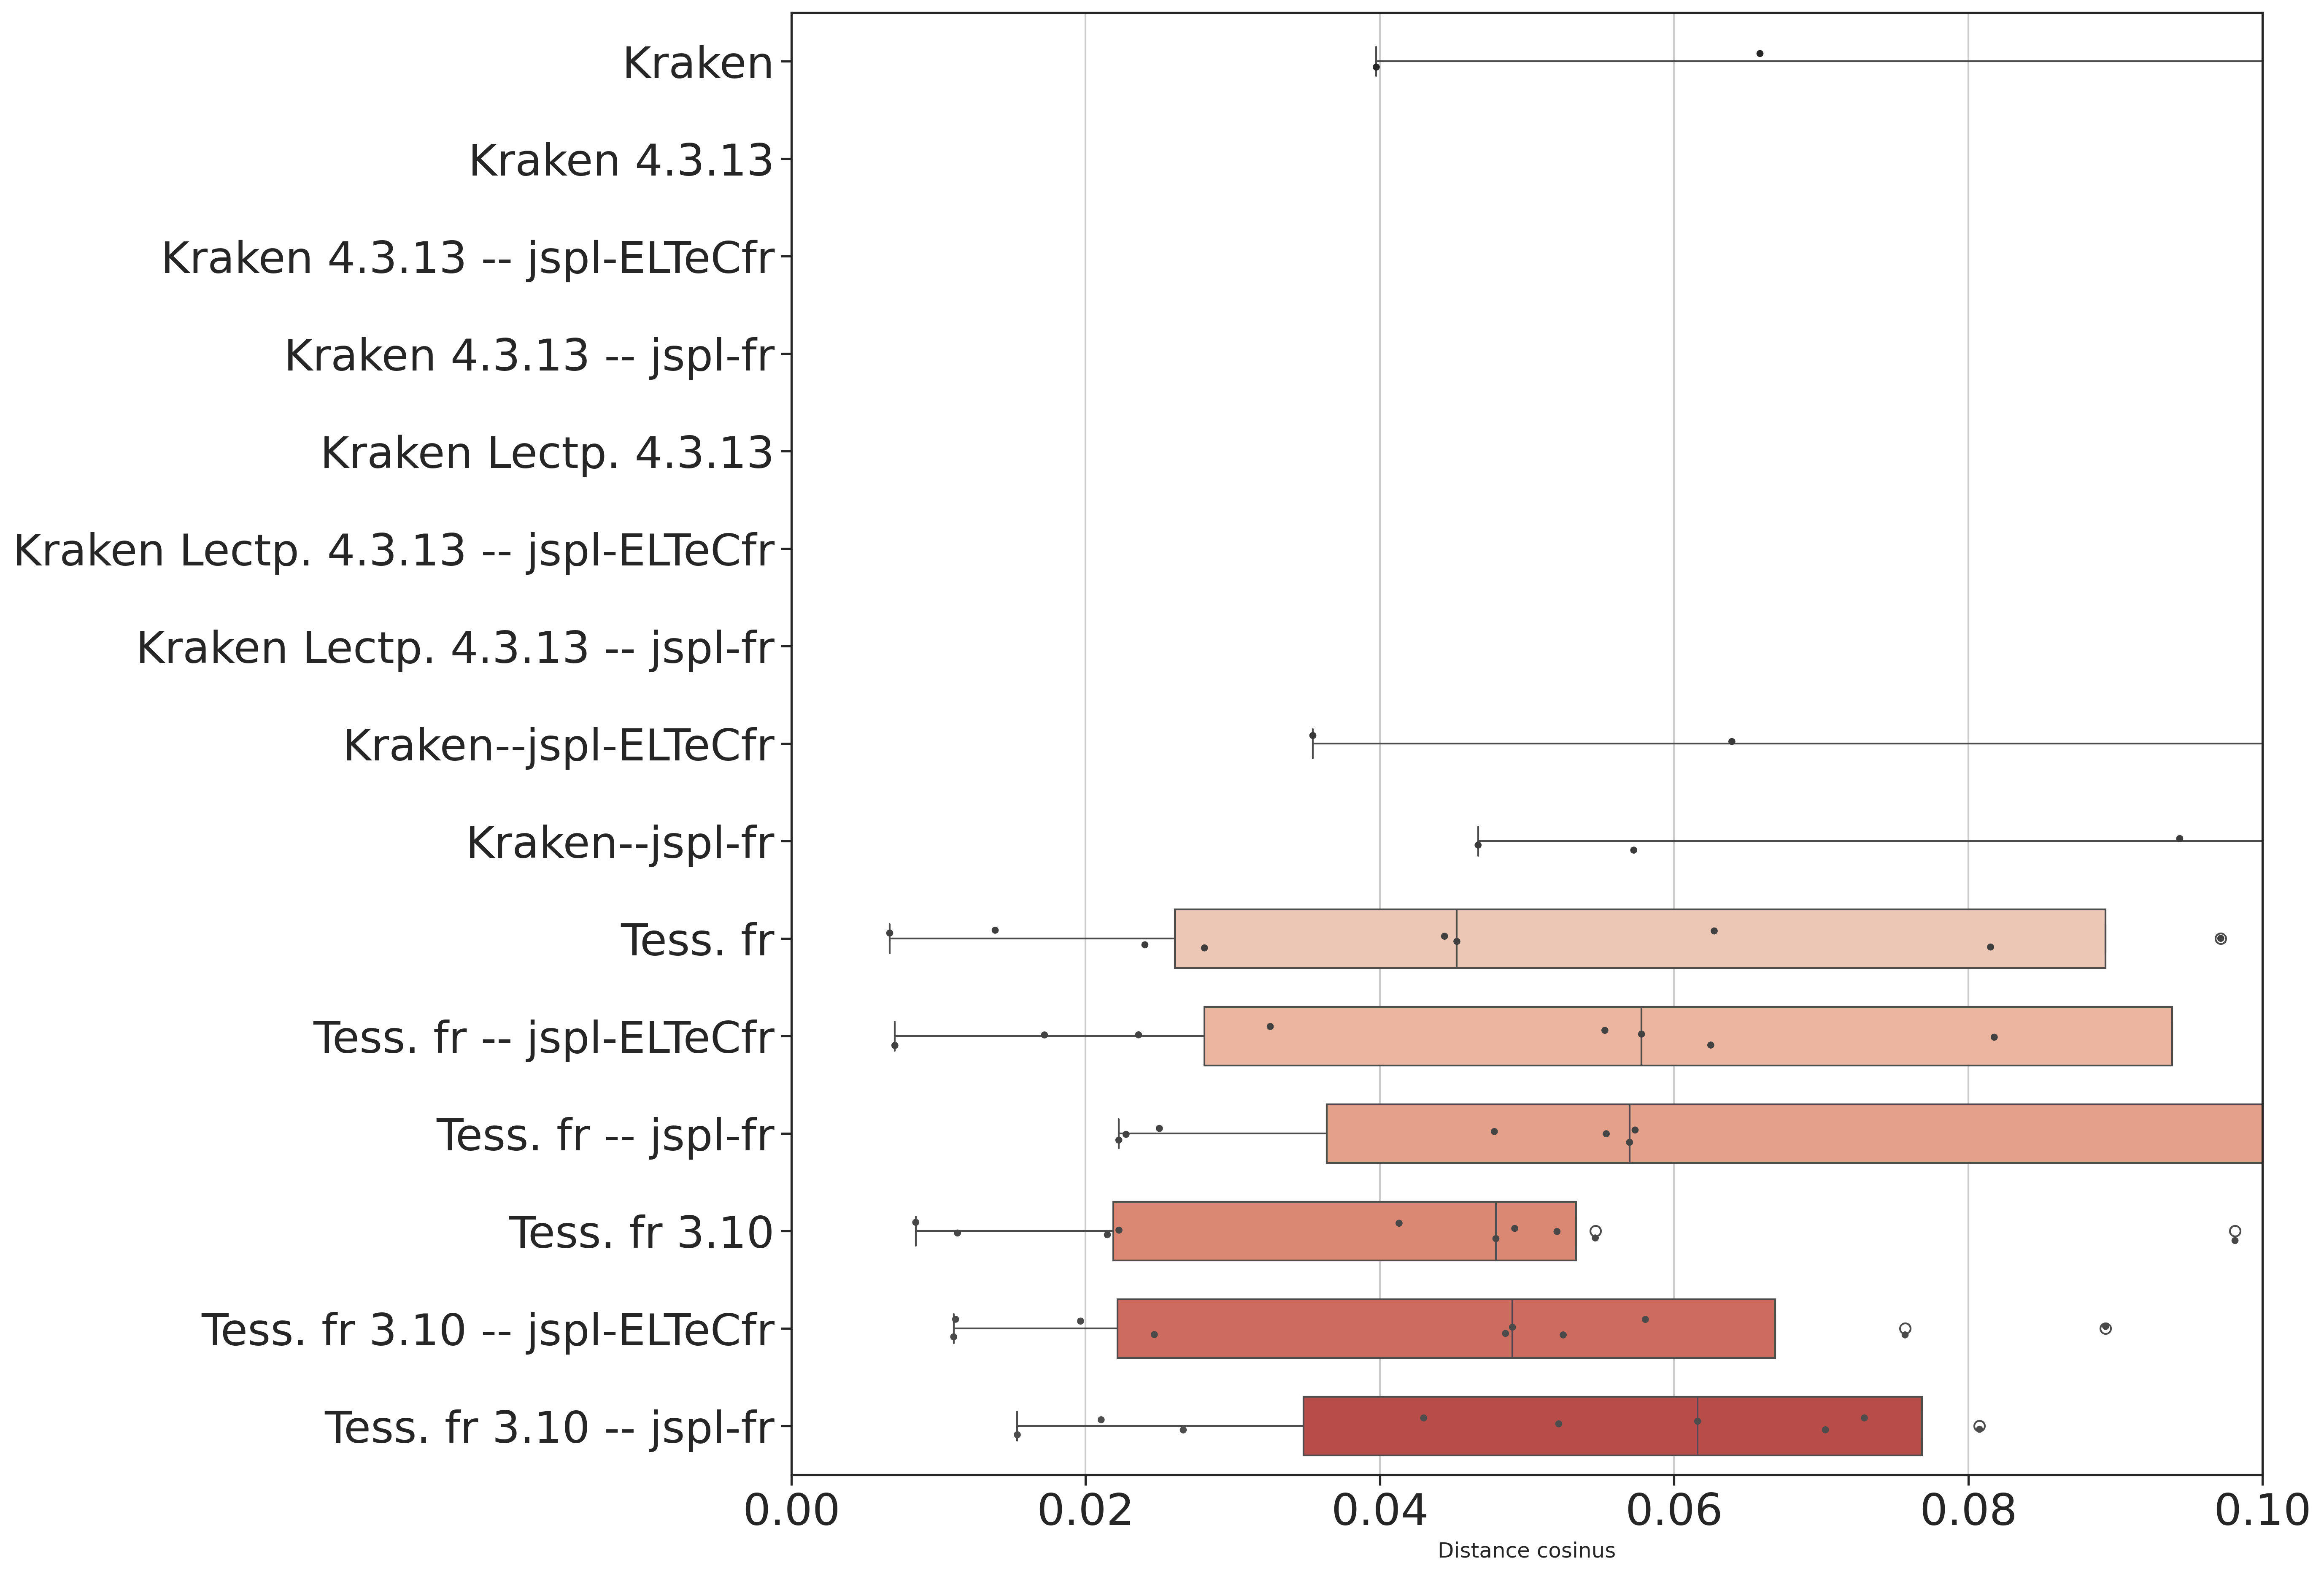 Kraken
Kraken 4.3.13
Kraken 4.3.13 -- jspl-ELTeCfr
Kraken 4.3.13 -- jspl-fr
Kraken Lectp. 4.3.13
Kraken Lectp. 4.3.13 -- jspl-ELTeCfr
Kraken Lectp. 4.3.13 -- jspl-fr
Kraken--jspl-ELTeCfr
Kraken--jspl-fr
Tess. fr
Tess. fr -- jspl-ELTeCfr
Tess. fr -- jspl-fr
Tess. fr 3.10
Tess. fr 3.10 -- jspl-ELTeCfr
Tess. fr 3.10 -- jspl-fr
0.00 0.02 0.04 0.06 0.08 0.10
Distance cosinus